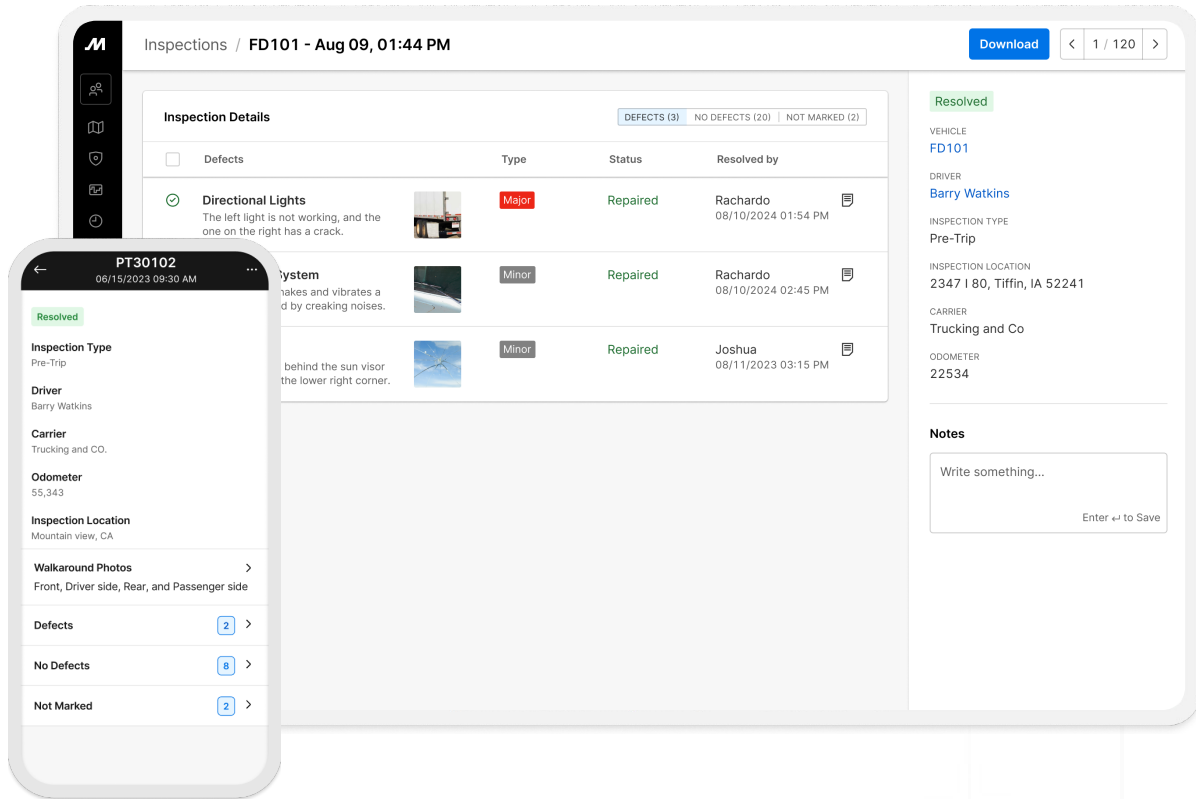 Inspections / FD101 - Aug 09, 01:44 PM
Download
1 / 120
Inspection Details
DEFECTS (3) NO DEFECTS (20) NOT MARKED (2)
Defects Type Status Resolved by
Directional Lights
The left light is not working, and the
one on the right has a crack.
Major
Repaired
Rachardo
08/10/2024 01:54 PM
System
makes and vibrates a
d by creaking noises.
Minor
Repaired
Rachardo
08/10/2024 02:45 PM
behind the sun visor
the lower right corner.
Minor
Repaired
Joshua
08/11/2023 03:15 PM
Resolved
VEHICLE
FD101
DRIVER
Barry Watkins
INSPECTION TYPE
Pre-Trip
INSPECTION LOCATION
2347 I 80, Tiffin, IA 52241
CARRIER
Trucking and Co
ODOMETER
22534
Notes
Write something...
Enter ↵ to Save
PT30102
06/15/2023 09:30 AM
Resolved
Inspection Type
Pre-Trip
Driver
Barry Watkins
Carrier
Trucking and CO.
Odometer
55,343
Inspection Location
Mountain view, CA
Walkaround Photos
Front, Driver side, Rear, and Passenger side
Defects 2
No Defects 8
Not Marked 2